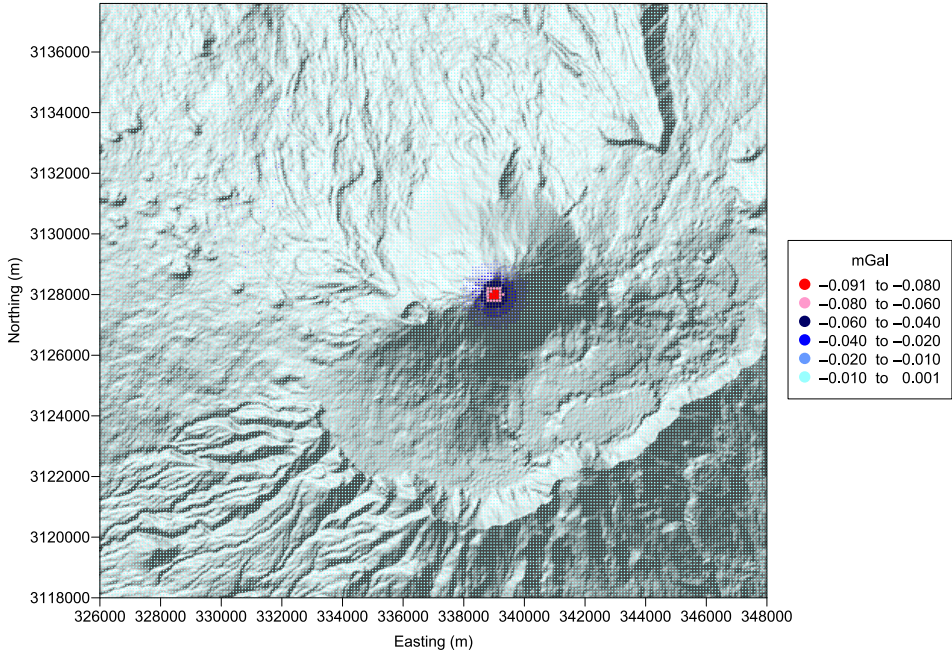 3136000
3134000
3132000
3130000
3128000
3126000
3124000
3122000
3120000
3118000
Northing (m)
326000 328000 330000 332000 334000 336000 338000 340000 342000 344000 346000 348000
Easting (m)
mGal
−0.091 to −0.080
−0.080 to −0.060
−0.060 to −0.040
−0.040 to −0.020
−0.020 to −0.010
−0.010 to 0.001